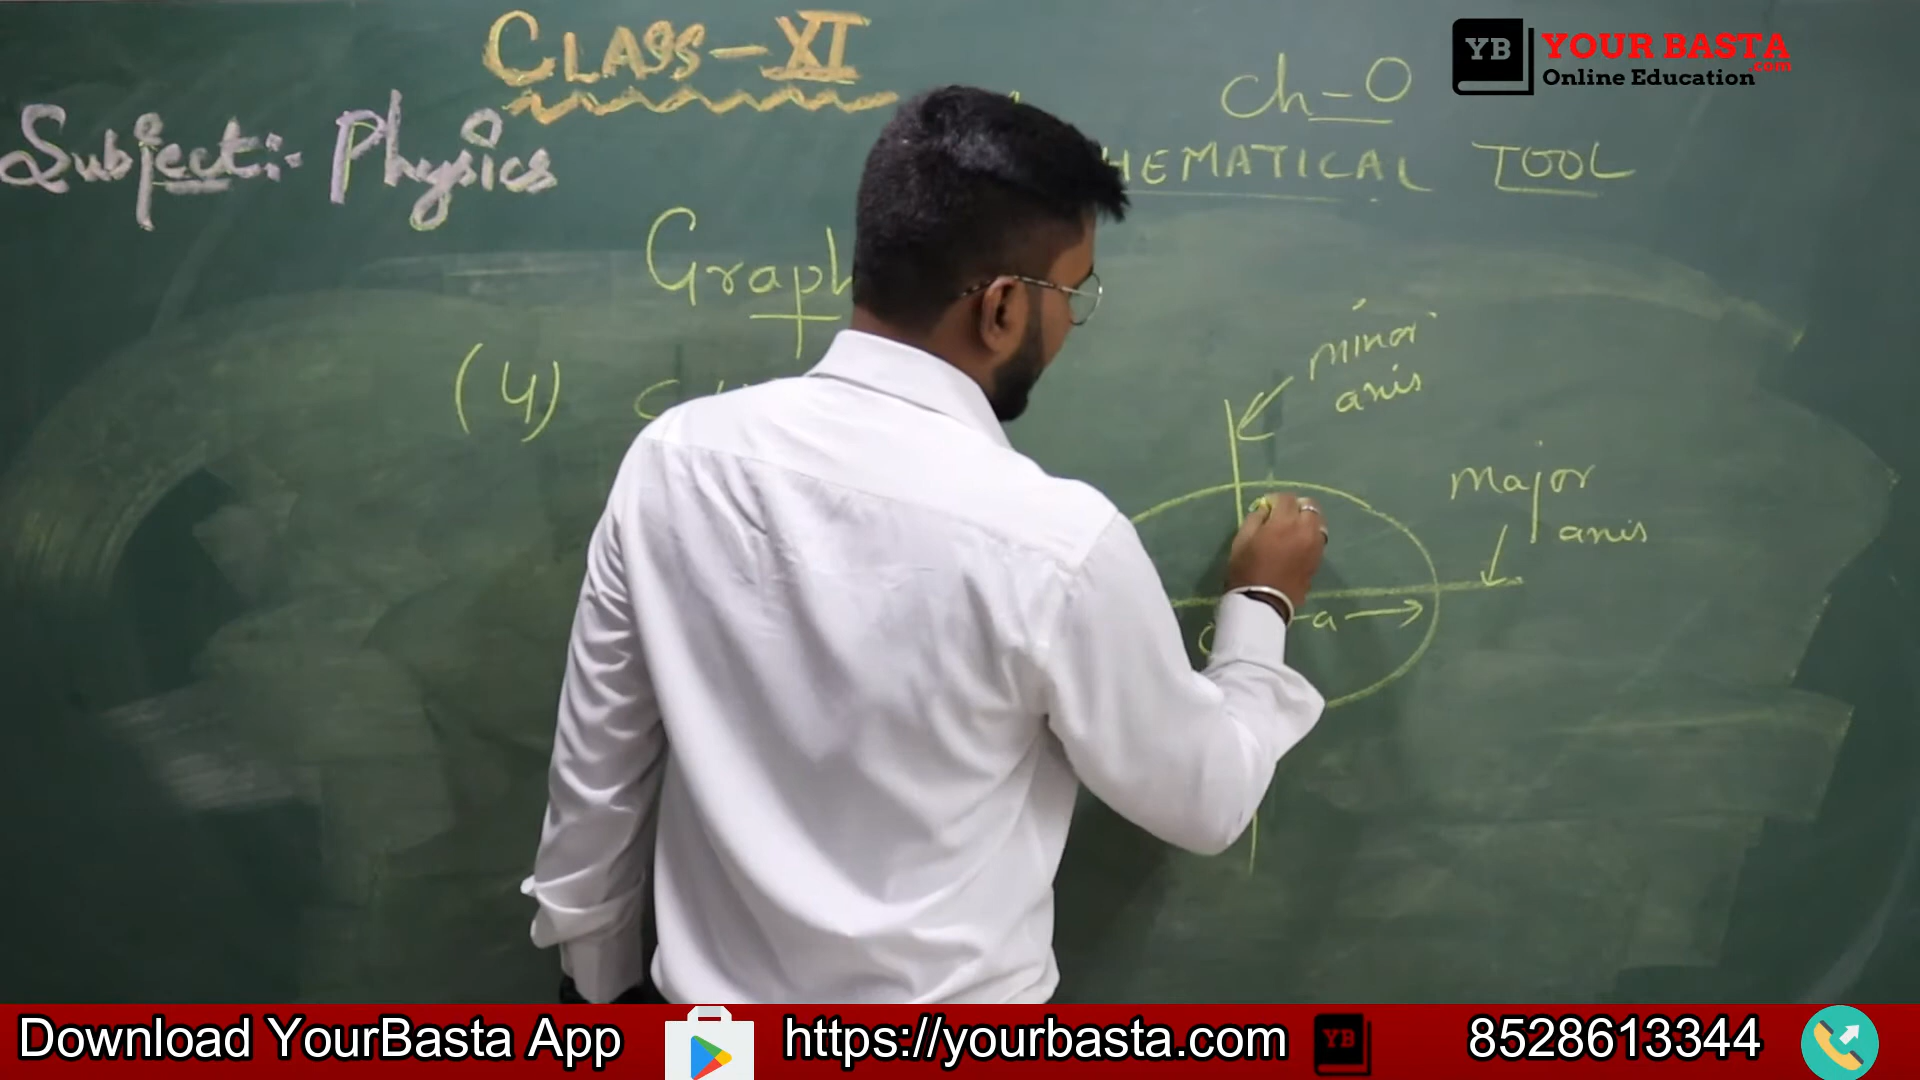 CLASS-XI
Subject:- Physics
Ch-0
HEMATICAL TOOL
Graph
(4)
minor
axis
major
axis
a
YB
YOUR BASTA
.com
Online Education
Download YourBasta App
https://yourbasta.com
YB
8528613344